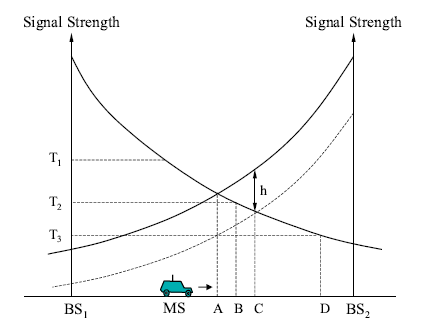 Signal Strength Signal Strength
T1
h
T2
T3
BS1 MS A B C D BS2